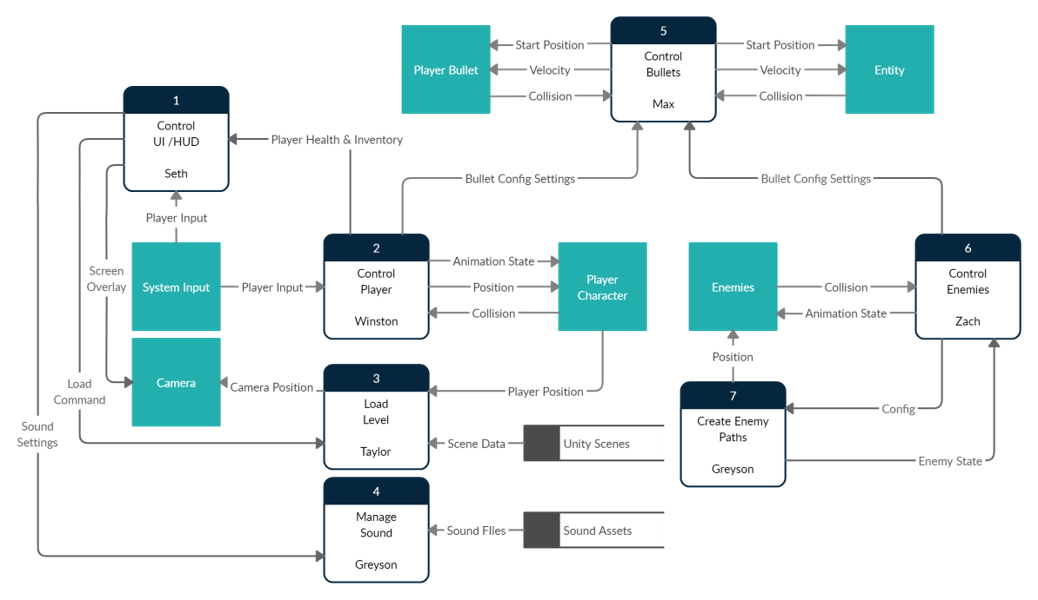 5
Control
Bullets
Max
Player Bullet
Start Position
Velocity
Collision
Start Position
Velocity
Collision
Entity
1
Control
UI /HUD
Seth
Player Health & Inventory
Bullet Config Settings
Bullet Config Settings
Player Input
System Input
Player Input
2
Control
Player
Winston
Animation State
Position
Collision
Player
Character
Enemies
Collision
Animation State
6
Control
Enemies
Zach
Screen
Overlay
Camera
Camera Position
3
Load
Level
Taylor
Player Position
Scene Data
Unity Scenes
Position
7
Create Enemy
Paths
Greyson
Config
Enemy State
Load
Command
Sound
Settings
4
Manage
Sound
Greyson
Sound FIles
Sound Assets